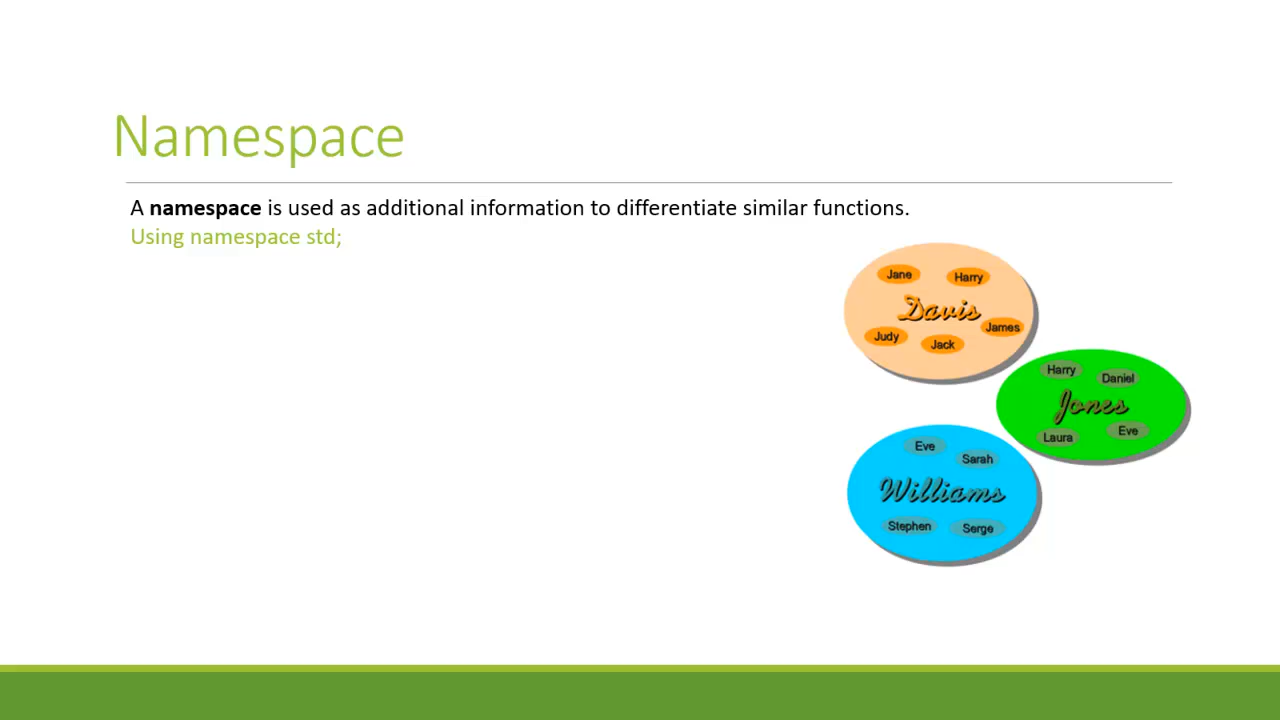 Namespace
A namespace is used as additional information to differentiate similar functions.
Using namespace std;
Jane Harry
Davis
James
Judy Jack
Harry Daniel
Jones
Laura Eve
Eve Sarah
Williams
Stephen Serge